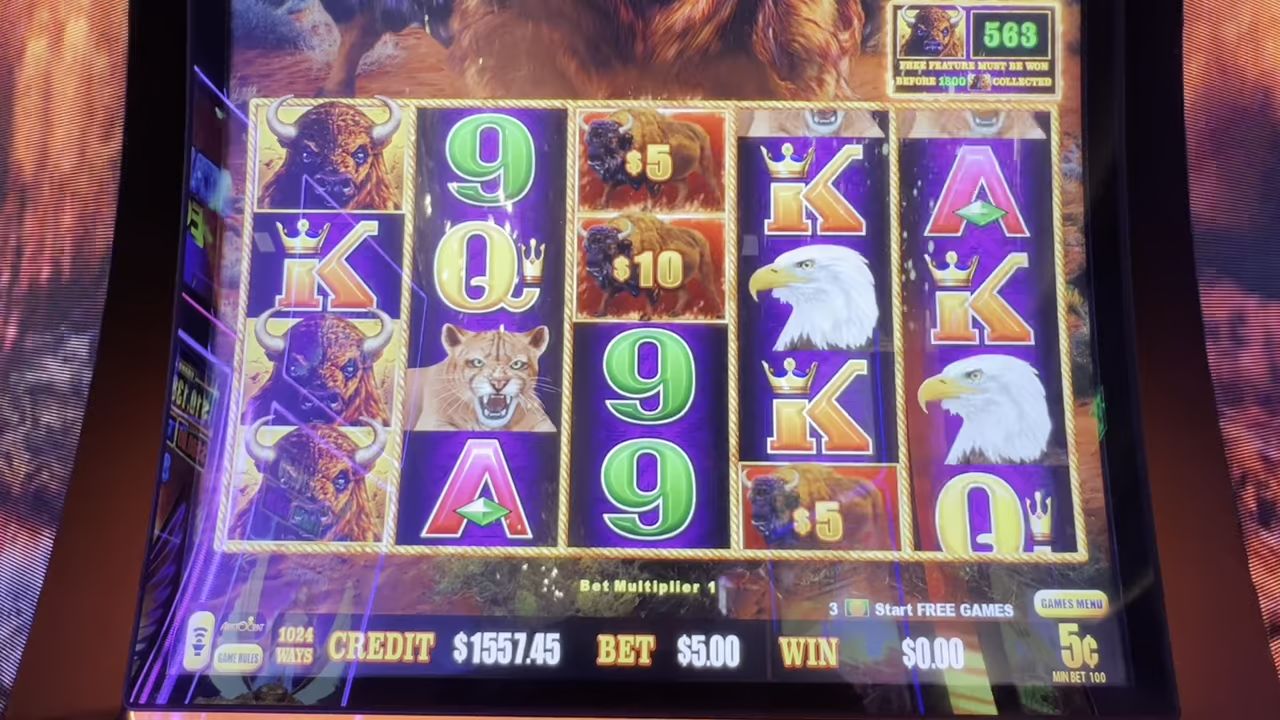 563
FREE FEATURE MUST BE WON
BEFORE 1800 COLLECTED
9 $5 K A
K Q $10 K
9 K
A 9 $5 Q
Bet Multiplier 1
3 Start FREE GAMES
GAMES MENU
ARISTOCRAT
GAME RULES
1024 WAYS
CREDIT $1557.45 BET $5.00 WIN $0.00
5¢
MIN BET 100